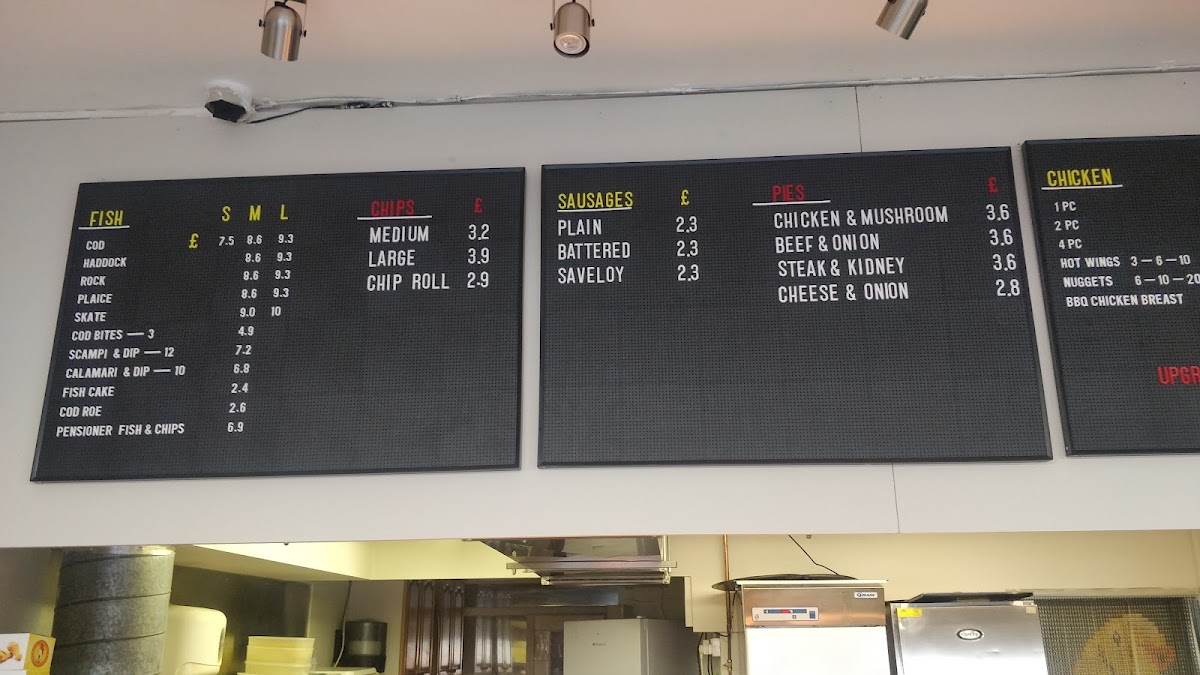 FISH S M L
COD £ 7.5 8.6 9.3
HADDOCK 8.6 9.3
ROCK 8.6 9.3
PLAICE 8.6 9.3
SKATE 9.0 10
COD BITES — 3 4.9
SCAMPI & DIP — 12 7.2
CALAMARI & DIP — 10 6.8
FISH CAKE 2.4
COD ROE 2.6
PENSIONER FISH & CHIPS 6.9
CHIPS £
MEDIUM 3.2
LARGE 3.9
CHIP ROLL 2.9
SAUSAGES £
PLAIN 2.3
BATTERED 2.3
SAVELOY 2.3
PIES £
CHICKEN & MUSHROOM 3.6
BEEF & ONION 3.6
STEAK & KIDNEY 3.6
CHEESE & ONION 2.8
CHICKEN
1 PC
2 PC
4 PC
HOT WINGS 3 — 6 — 10
NUGGETS 6 — 10 — 20
BBQ CHICKEN BREAST
UPGR